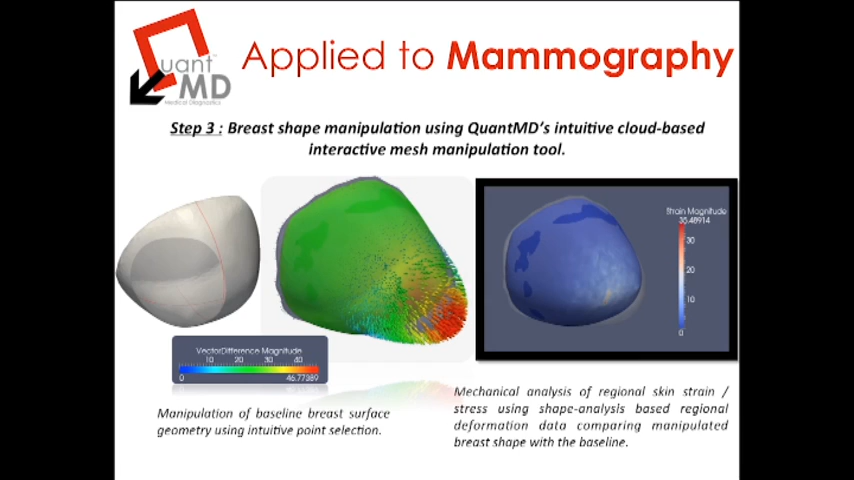 uant
MD
Medical Diagnostics
Applied to Mammography
Step 3 : Breast shape manipulation using QuantMD's intuitive cloud-based
interactive mesh manipulation tool.
Strain Magnitude
35.48914
30
20
10
0
VectorDifference Magnitude
10 20 30 40
0 46.77389
Manipulation of baseline breast surface
geometry using intuitive point selection.
Mechanical analysis of regional skin strain /
stress using shape-analysis based regional
deformation data comparing manipulated
breast shape with the baseline.